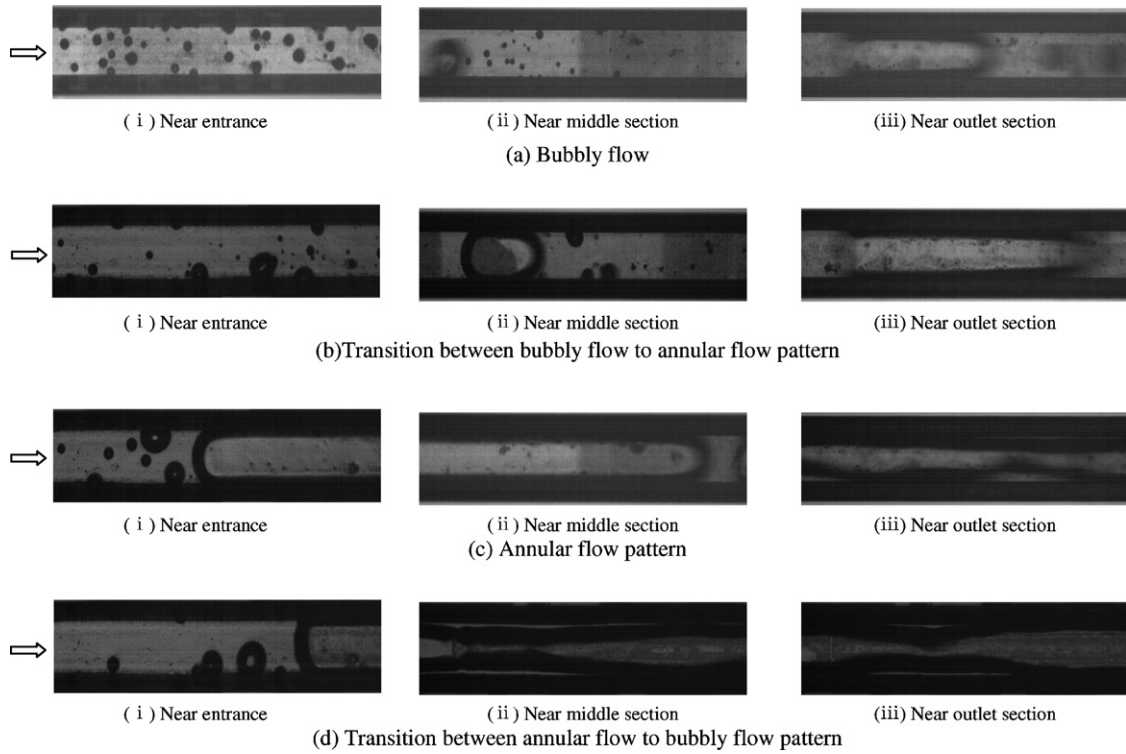 (ⅰ) Near entrance (ⅱ) Near middle section (ⅲ) Near outlet section
(a) Bubbly flow
(ⅰ) Near entrance (ⅱ) Near middle section (ⅲ) Near outlet section
(b)Transition between bubbly flow to annular flow pattern
(ⅰ) Near entrance (ⅱ) Near middle section (ⅲ) Near outlet section
(c) Annular flow pattern
(ⅰ) Near entrance (ⅱ) Near middle section (ⅲ) Near outlet section
(d) Transition between annular flow to bubbly flow pattern